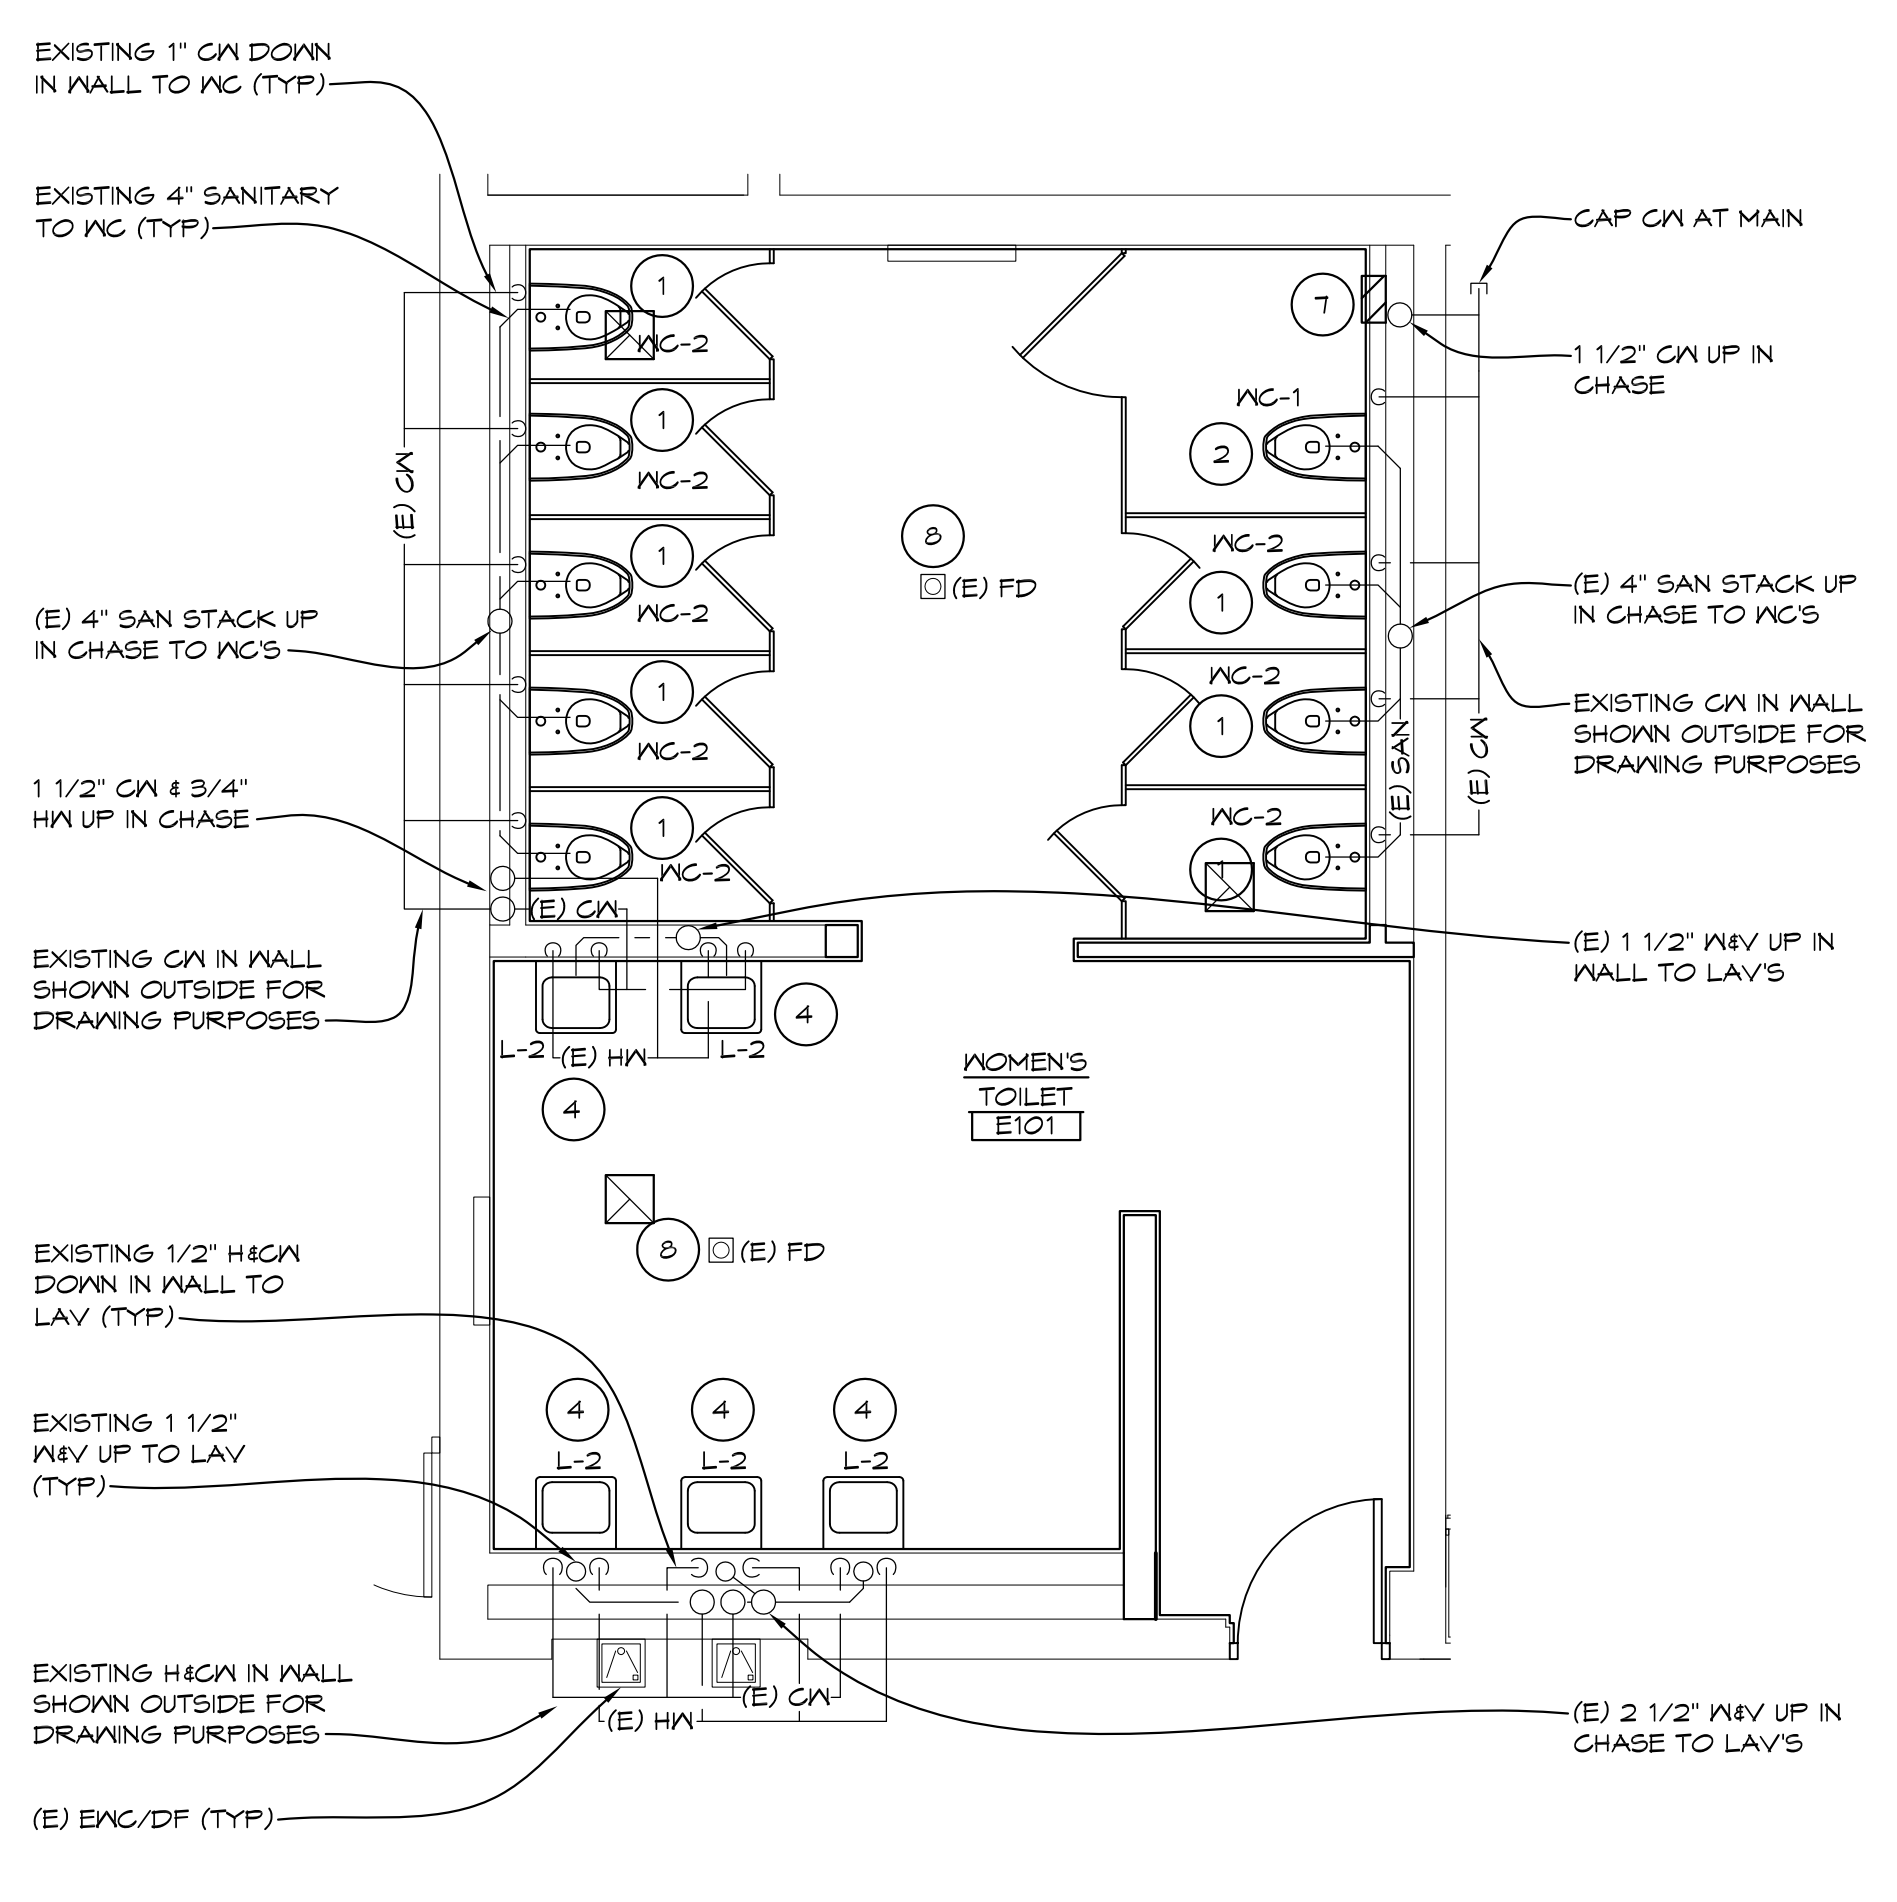 EXISTING 1" CW DOWN
IN WALL TO WC (TYP)
EXISTING 4" SANITARY
TO WC (TYP)
(E) CW
(E) 4" SAN STACK UP
IN CHASE TO WC'S
1 1/2" CW & 3/4"
HW UP IN CHASE
EXISTING CW IN WALL
SHOWN OUTSIDE FOR
DRAWING PURPOSES
EXISTING 1/2" H&CW
DOWN IN WALL TO
LAV (TYP)
EXISTING 1 1/2"
W&V UP TO LAV
(TYP)
EXISTING H&CW IN WALL
SHOWN OUTSIDE FOR
DRAWING PURPOSES
(E) EWC/DF (TYP)
1
WC-2
1
WC-2
1
WC-2
1
WC-2
1
WC-2
(E) CW
8
(E) FD
7
WC-1
2
WC-2
1
WC-2
1
WC-2
1
(E) SAN
(E) CW
L-2
(E) HW
L-2
4
4
WOMEN'S
TOILET
E101
8
(E) FD
4
4
4
L-2
L-2
L-2
(E) CW
(E) HW
CAP CW AT MAIN
1 1/2" CW UP IN
CHASE
(E) 4" SAN STACK UP
IN CHASE TO WC'S
EXISTING CW IN WALL
SHOWN OUTSIDE FOR
DRAWING PURPOSES
(E) 1 1/2" W&V UP IN
WALL TO LAV'S
(E) 2 1/2" W&V UP IN
CHASE TO LAV'S